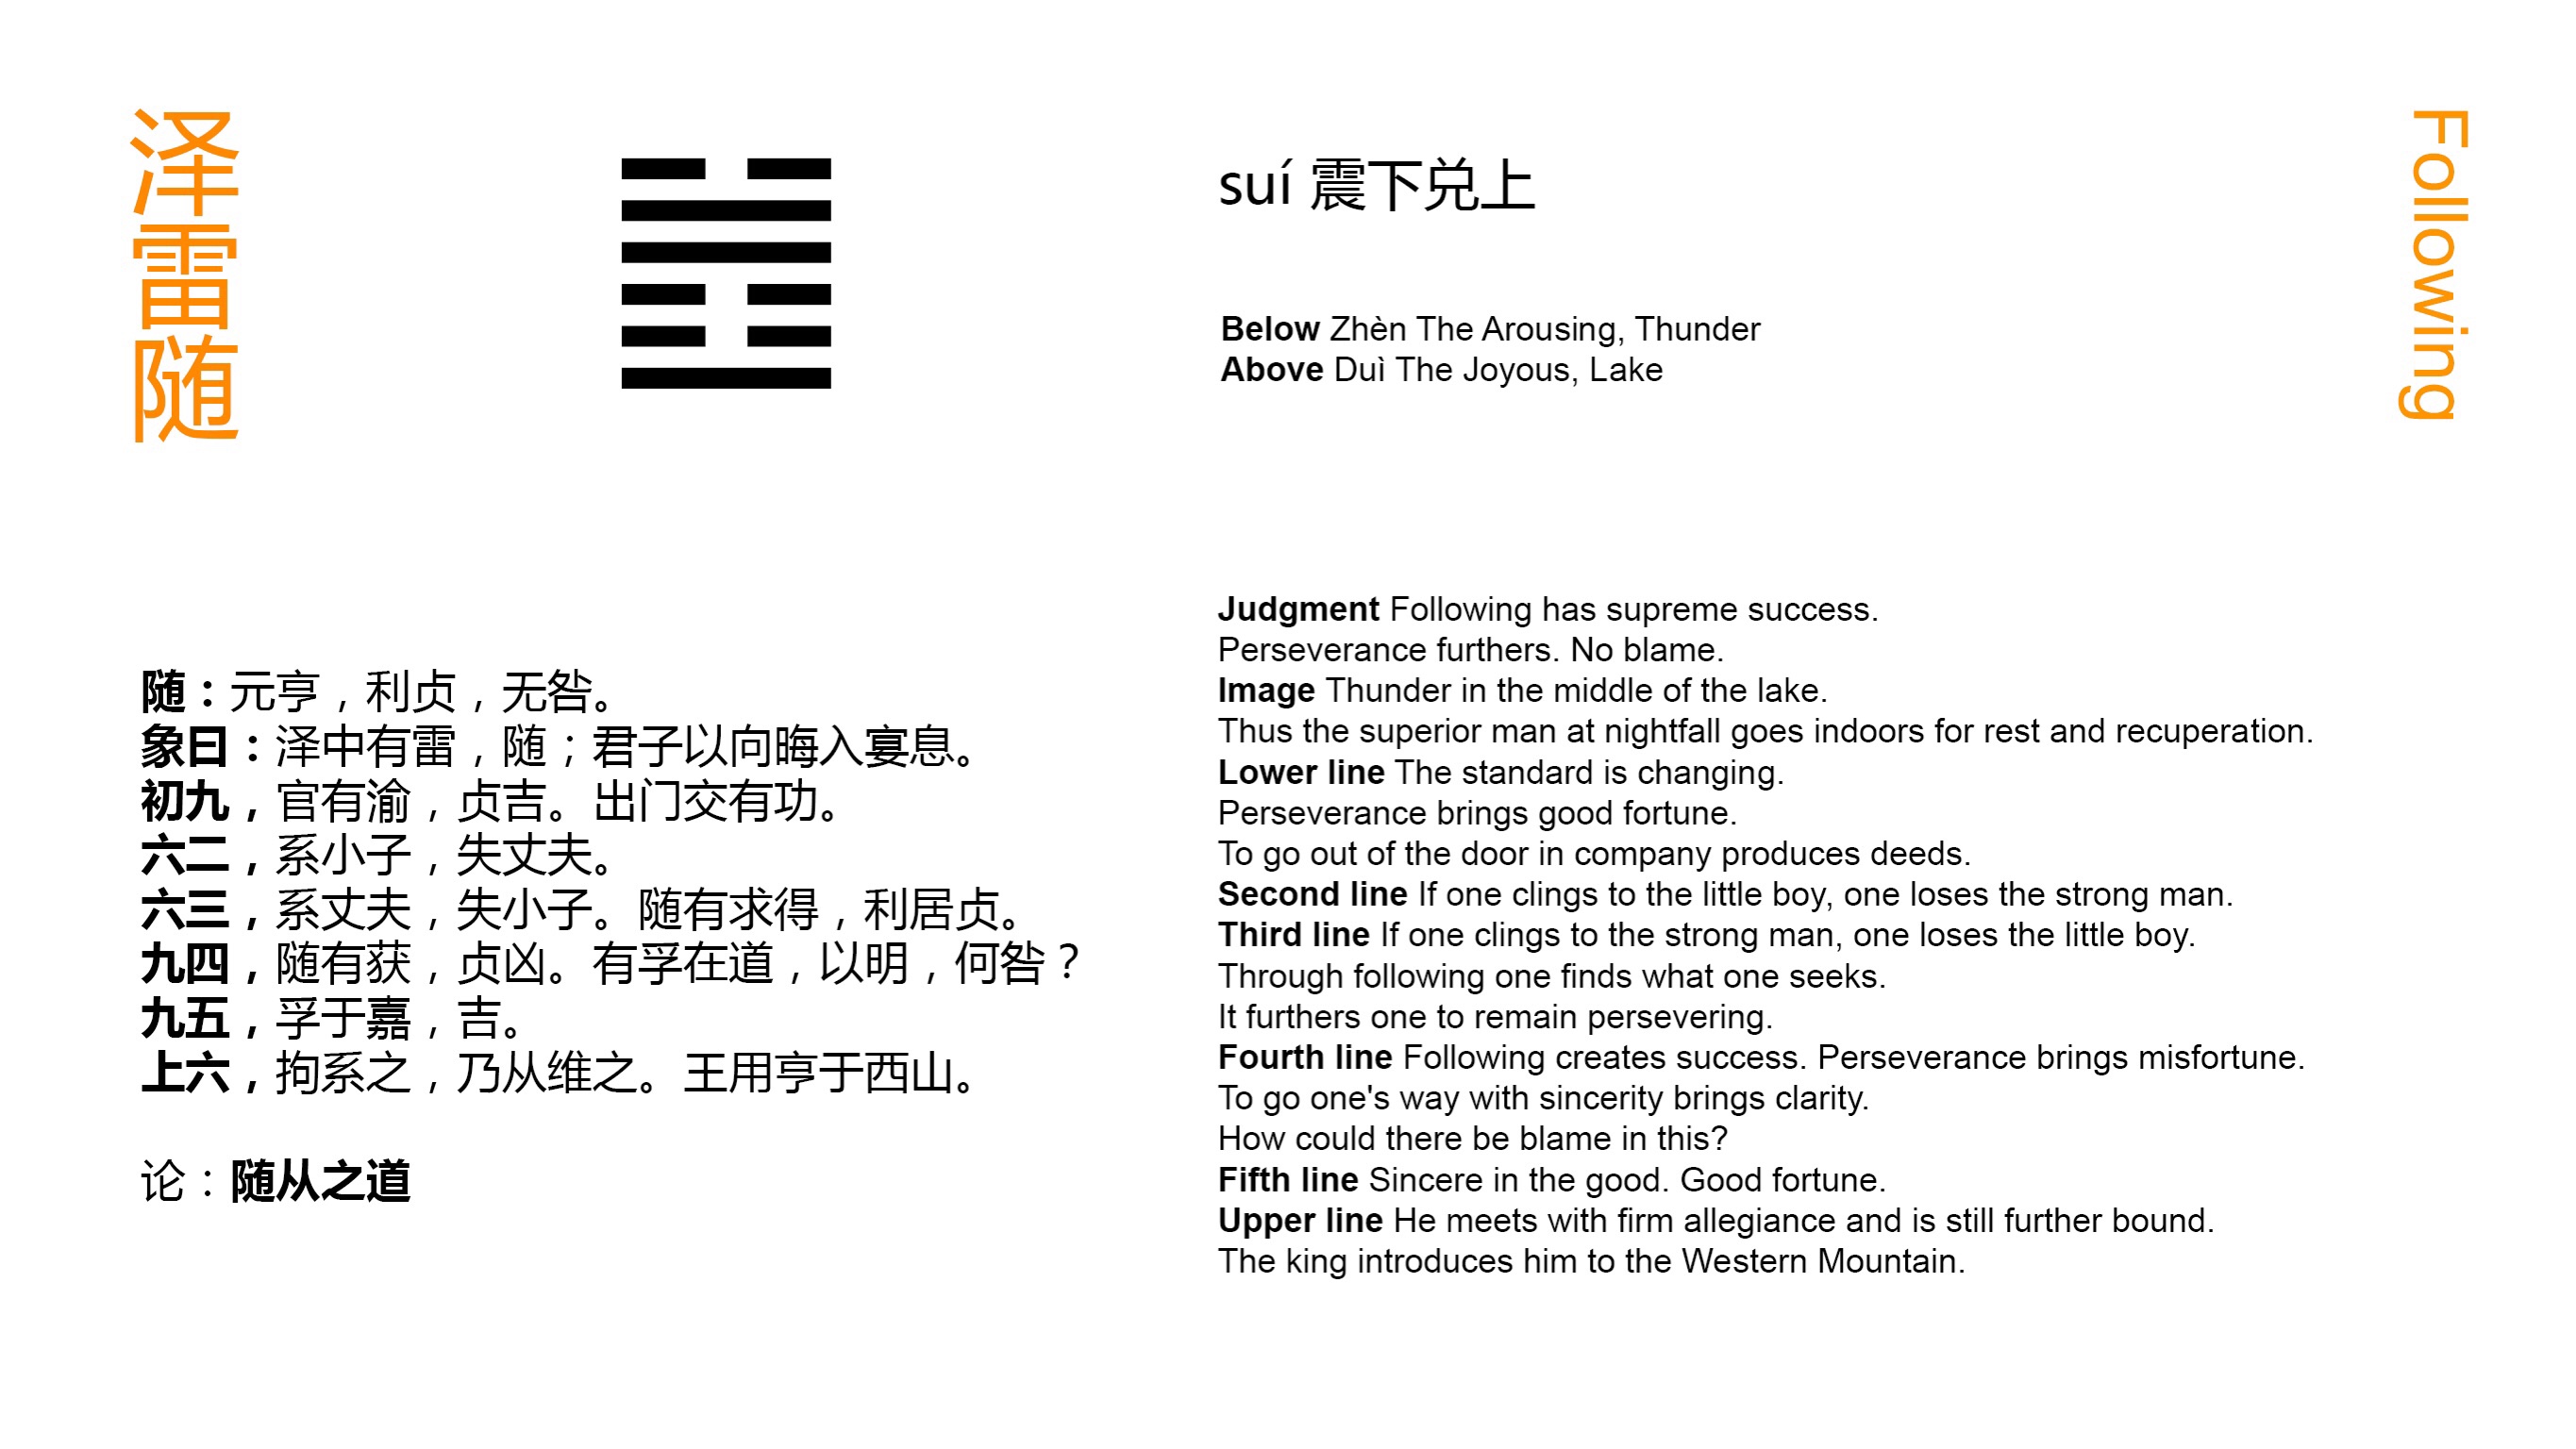 泽雷随
suí 震下兑上
Below Zhèn The Arousing, Thunder
Above Duì The Joyous, Lake
Following
随：元亨，利贞，无咎。
象曰：泽中有雷，随；君子以向晦入宴息。
初九，官有渝，贞吉。出门交有功。
六二，系小子，失丈夫。
六三，系丈夫，失小子。随有求得，利居贞。
九四，随有获，贞凶。有孚在道，以明，何咎？
九五，孚于嘉，吉。
上六，拘系之，乃从维之。王用亨于西山。
论：随从之道
Judgment Following has supreme success.
Perseverance furthers. No blame.
Image Thunder in the middle of the lake.
Thus the superior man at nightfall goes indoors for rest and recuperation.
Lower line The standard is changing.
Perseverance brings good fortune.
To go out of the door in company produces deeds.
Second line If one clings to the little boy, one loses the strong man.
Third line If one clings to the strong man, one loses the little boy.
Through following one finds what one seeks.
It furthers one to remain persevering.
Fourth line Following creates success. Perseverance brings misfortune.
To go one's way with sincerity brings clarity.
How could there be blame in this?
Fifth line Sincere in the good. Good fortune.
Upper line He meets with firm allegiance and is still further bound.
The king introduces him to the Western Mountain.